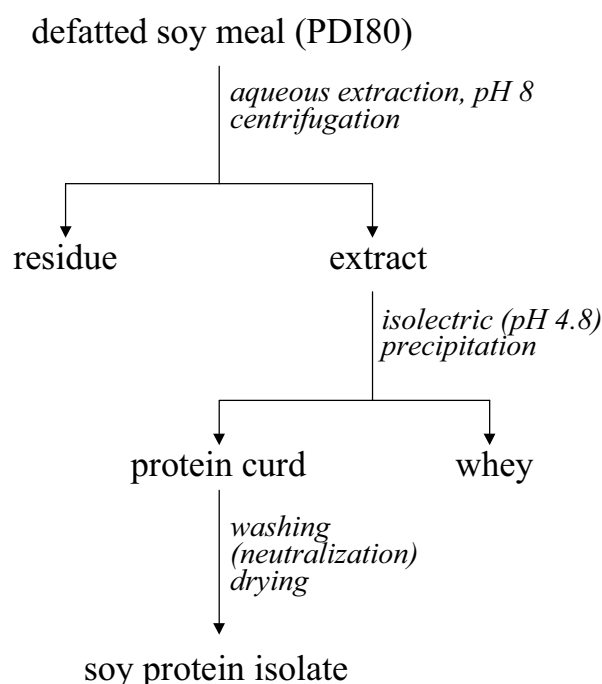 defatted soy meal (PDI80)
aqueous extraction, pH 8
centrifugation
residue
extract
isolectric (pH 4.8)
precipitation
protein curd
whey
washing
(neutralization)
drying
soy protein isolate